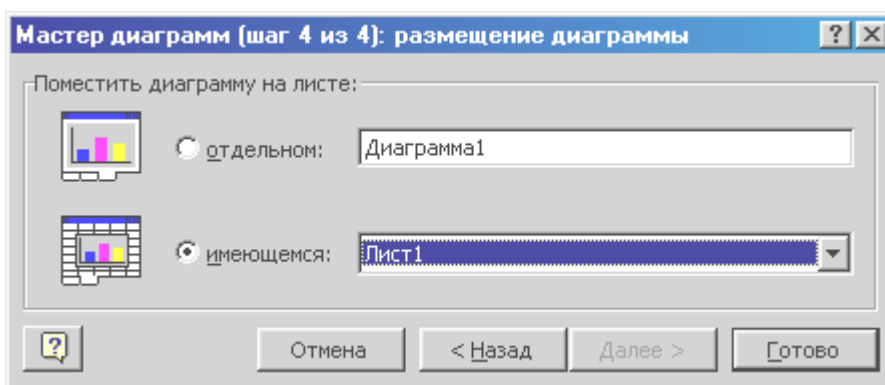 Мастер диаграмм (шаг 4 из 4): размещение диаграммы
Поместить диаграмму на листе:
отдельном: Диаграмма1
имеющемся: Лист1
Отмена < Назад Далее > Готово